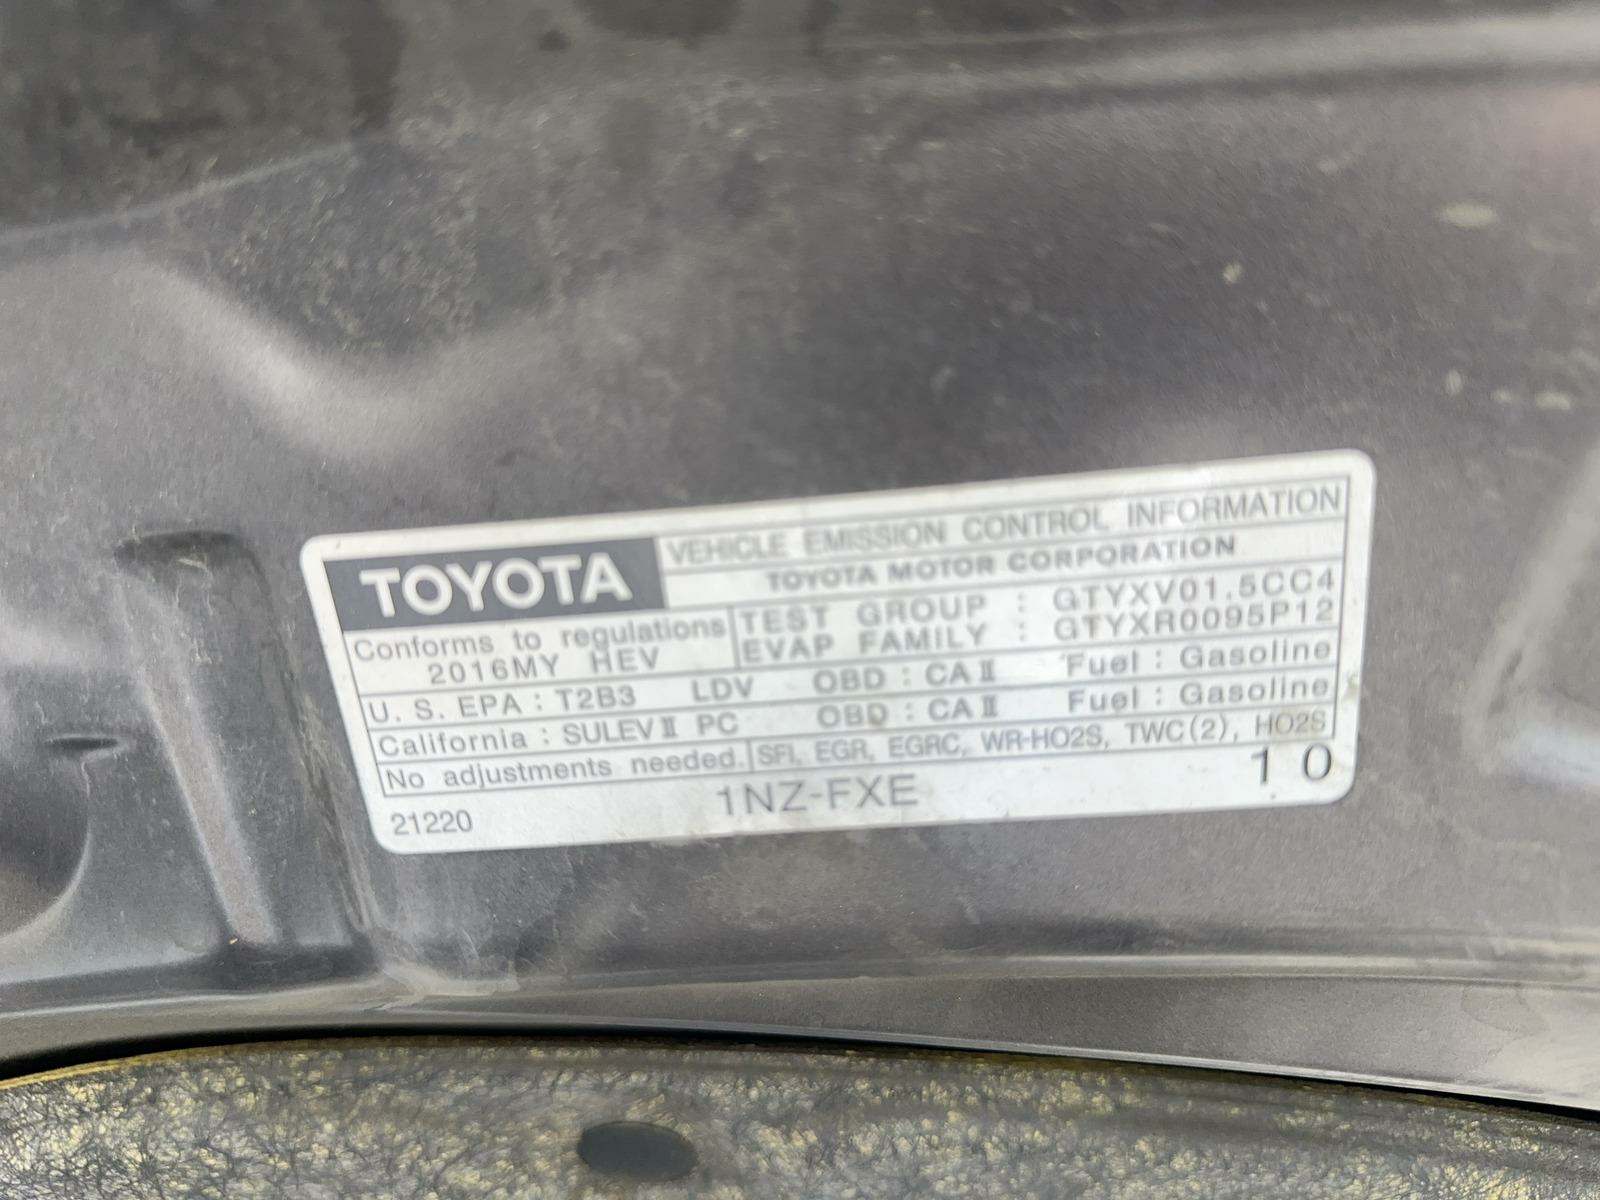 TOYOTA
VEHICLE EMISSION CONTROL INFORMATION
TOYOTA MOTOR CORPORATION
Conforms to regulations
2016MY HEV
TEST GROUP : GTYXV01.5CC4
EVAP FAMILY : GTYXR0095P12
U. S. EPA : T2B3 LDV OBD : CAⅡ Fuel : Gasoline
California : SULEVⅡ PC OBD : CAⅡ Fuel : Gasoline
No adjustments needed. SFI, EGR, EGRC, WR-HO2S, TWC(2), HO2S
21220 1NZ-FXE 10